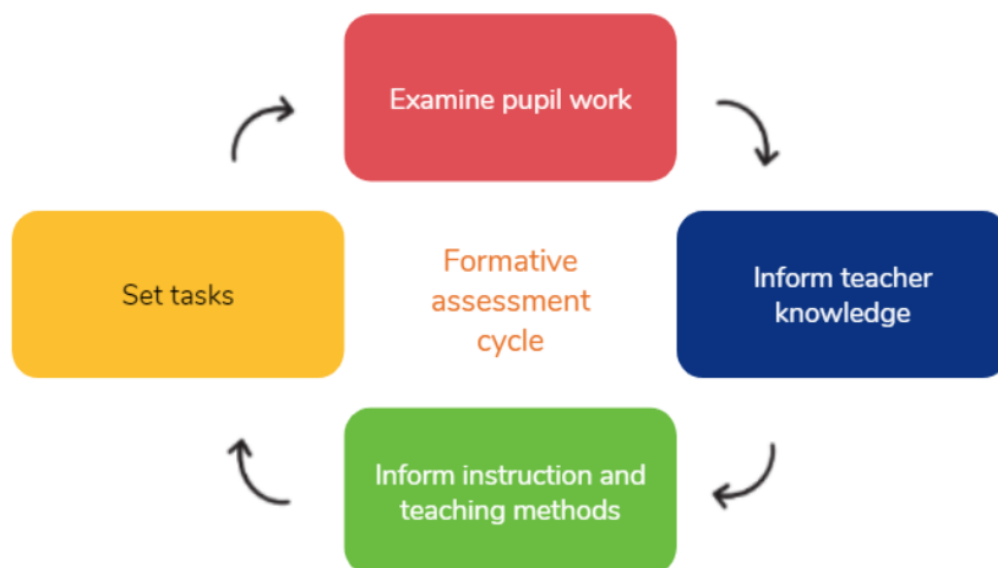 Examine pupil work
Set tasks
Formative
assessment
cycle
Inform teacher
knowledge
Inform instruction and
teaching methods